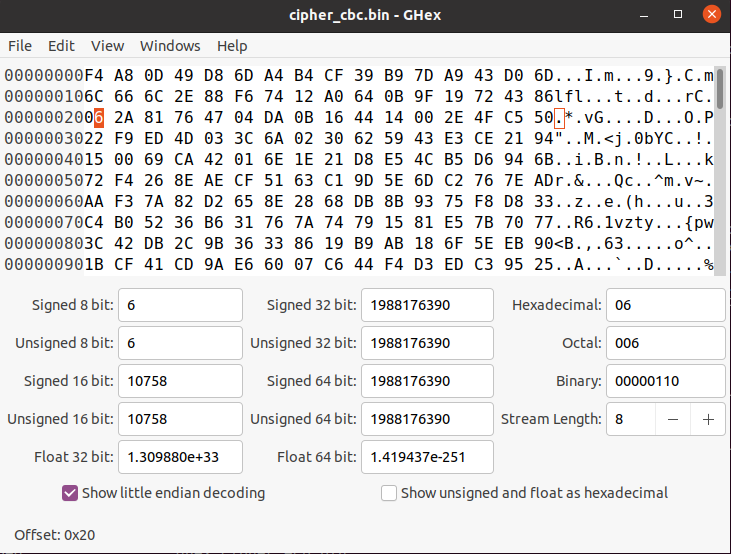 cipher_cbc.bin - GHex
File Edit View Windows Help
00000000F4 A8 0D 49 D8 6D A4 B4 CF 39 B9 7D A9 43 D0 6D...I.m...9.}.C.m
000000106C 66 6C 2E 88 F6 74 12 A0 64 0B 9F 19 72 43 86lfl...t..d...rC.
0000002006 2A 81 76 47 04 DA 0B 16 44 14 00 2E 4F C5 50.*.vG....D...O.P
0000003022 F9 ED 4D 03 3C 6A 02 30 62 59 43 E3 CE 21 94"..M.<j.0bYC..!.
0000004015 00 69 CA 42 01 6E 1E 21 D8 E5 4C B5 D6 94 6B..i.B.n.!..L...k
0000005072 F4 26 8E AE CF 51 63 C1 9D 5E 6D C2 76 7E ADr.&...Qc..^m.v~.
00000060AA F3 7A 82 D2 65 8E 28 68 DB 8B 93 75 F8 D8 33..z..e.(h...u..3
00000070C4 B0 52 36 B6 31 76 7A 74 79 15 81 E5 7B 70 77..R6.1vzty...{pw
000000803C 42 DB 2C 9B 36 33 86 19 B9 AB 18 6F 5E EB 90<B.,.63.....o^..
000000901B CF 41 CD 9A E6 60 07 C6 44 F4 D3 ED C3 95 25..A...`..D.....%
Signed 8 bit: 6 Signed 32 bit: 1988176390 Hexadecimal: 06
Unsigned 8 bit: 6 Unsigned 32 bit: 1988176390 Octal: 006
Signed 16 bit: 10758 Signed 64 bit: 1988176390 Binary: 00000110
Unsigned 16 bit: 10758 Unsigned 64 bit: 1988176390 Stream Length: 8 − +
Float 32 bit: 1.309880e+33 Float 64 bit: 1.419437e-251
Show little endian decoding Show unsigned and float as hexadecimal
Offset: 0x20